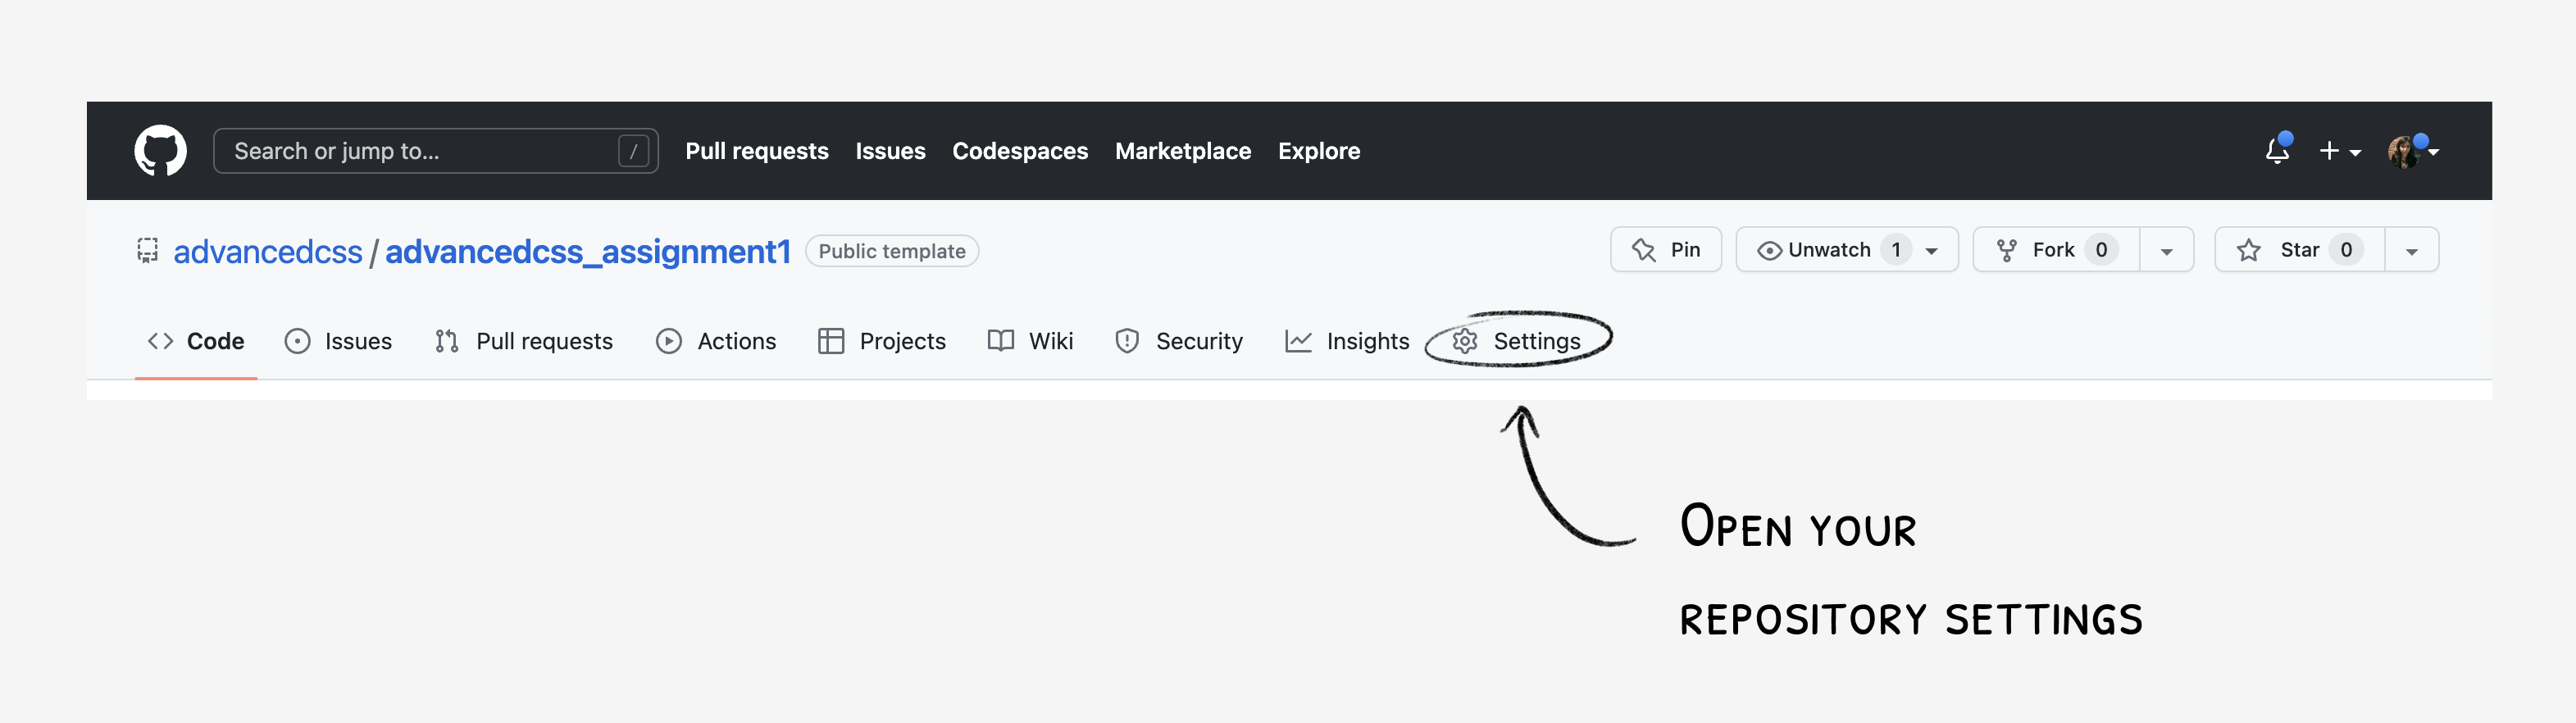 Search or jump to... / Pull requests Issues Codespaces Marketplace Explore
advancedcss / advancedcss_assignment1 Public template Pin Unwatch 1 Fork 0 Star 0
Code Issues Pull requests Actions Projects Wiki Security Insights Settings
Open your
repository settings